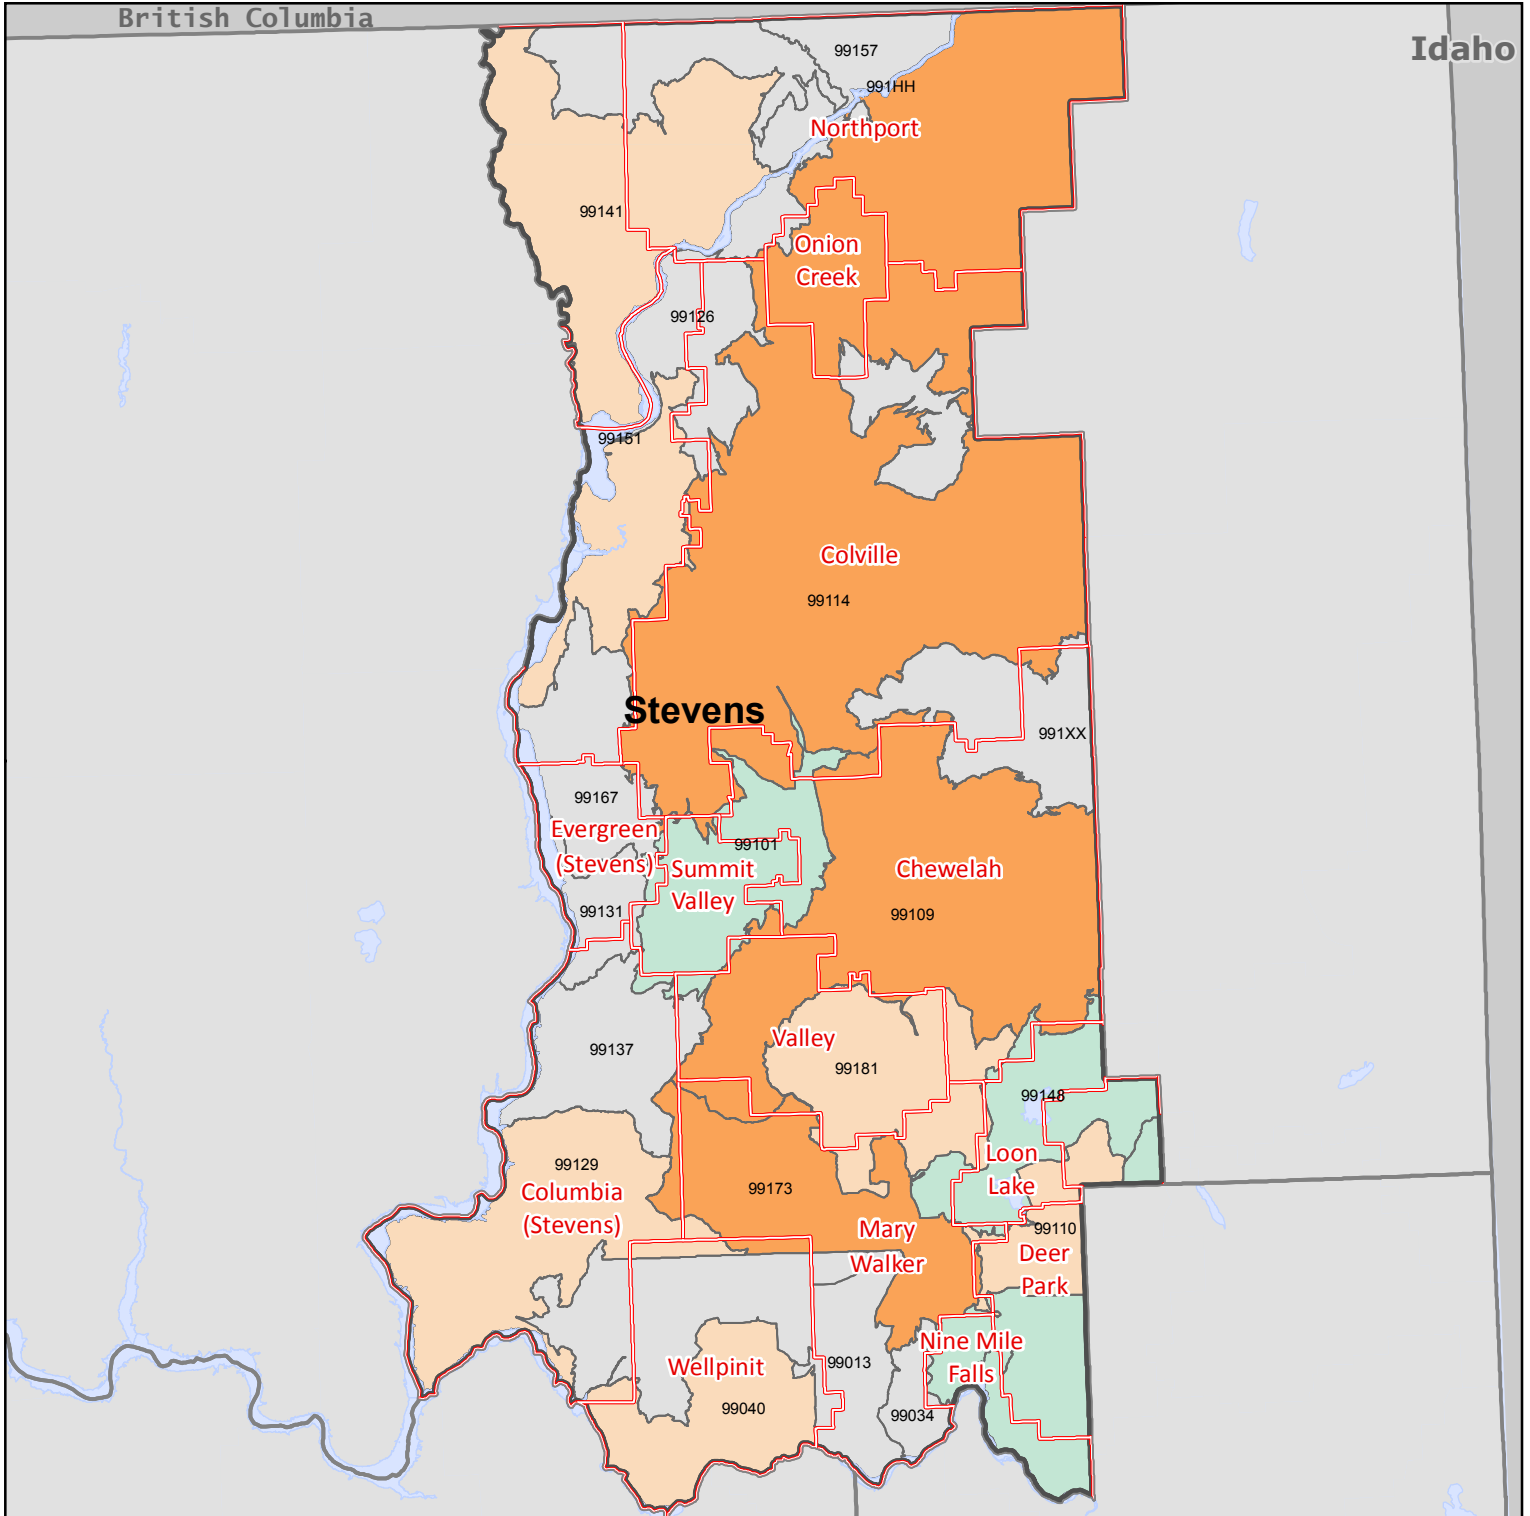 British Columbia
Idaho
99157
991HH
Northport
99141
Onion
Creek
99126
99151
Colville
99114
Stevens
991XX
99167
Evergreen
(Stevens)
99101
Summit
Valley
Chewelah
99131
99109
Valley
99137
99181
99148
Loon
Lake
99129
Columbia
(Stevens)
99173
Mary
Walker
99110
Deer
Park
Nine Mile
Falls
Wellpinit
99013
99040
99034